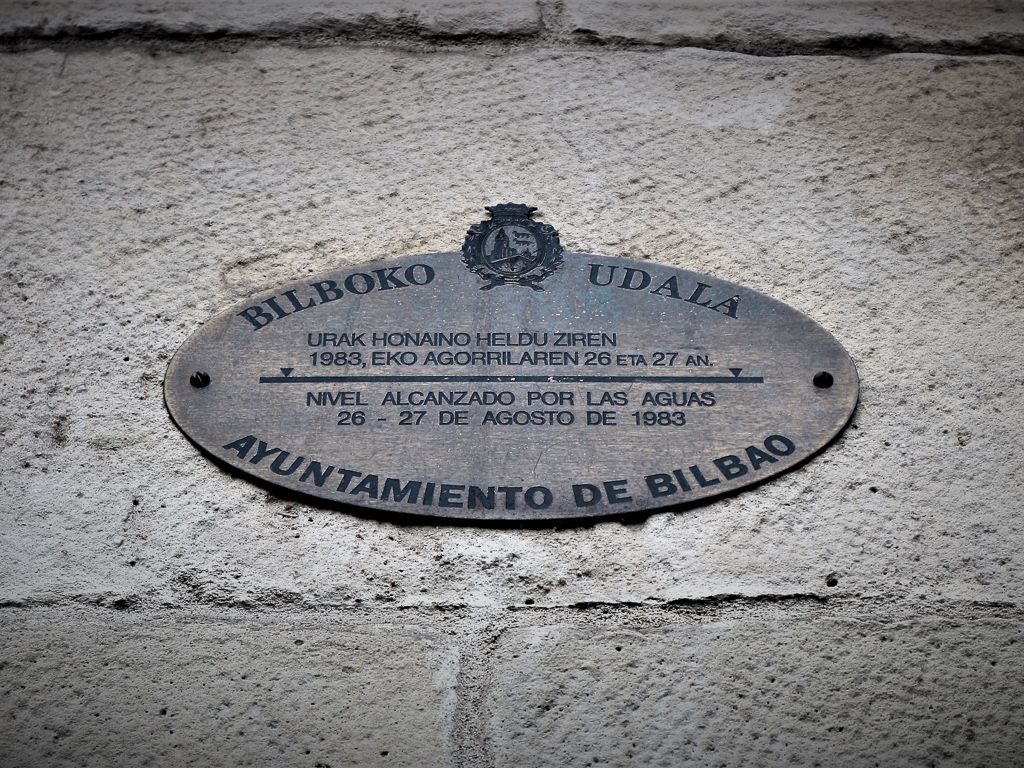 BILBOKO UDALA
URAK HONAINO HELDU ZIREN
1983, EKO AGORRILAREN 26 ETA 27 AN.
NIVEL ALCANZADO POR LAS AGUAS
26 - 27 DE AGOSTO DE 1983
AYUNTAMIENTO DE BILBAO